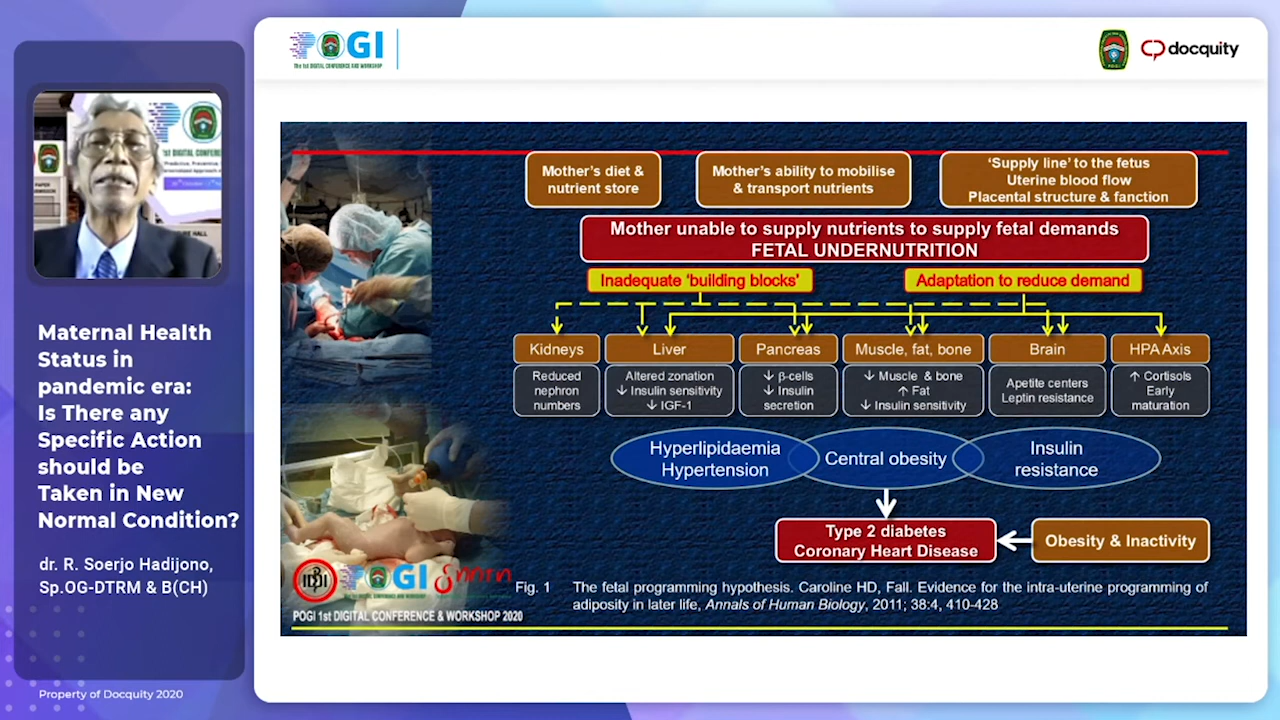 POGI
The 1st DIGITAL CONFERENCE AND WORKSHOP
docquity
1st DIGITAL CONFERE
Maternal Health
Status in
pandemic era:
Is There any
Specific Action
should be
Taken in New
Normal Condition?
dr. R. Soerjo Hadijono,
Sp.OG-DTRM & B(CH)
Property of Docquity 2020
Mother's diet &
nutrient store
Mother's ability to mobilise
& transport nutrients
'Supply line' to the fetus
Uterine blood flow
Placental structure & fanction
Mother unable to supply nutrients to supply fetal demands
FETAL UNDERNUTRITION
Inadequate 'building blocks'
Adaptation to reduce demand
Kidneys
Reduced
nephron
numbers
Liver
Altered zonation
↓ Insulin sensitivity
↓ IGF-1
Pancreas
↓ β-cells
↓ Insulin
secretion
Muscle, fat, bone
↓ Muscle & bone
↑ Fat
↓ Insulin sensitivity
Brain
Apetite centers
Leptin resistance
HPA Axis
↑ Cortisols
Early
maturation
Hyperlipidaemia
Hypertension
Central obesity
Insulin
resistance
Type 2 diabetes
Coronary Heart Disease
Obesity & Inactivity
Fig. 1 The fetal programming hypothesis. Caroline HD, Fall. Evidence for the intra-uterine programming of
adiposity in later life, Annals of Human Biology, 2011; 38:4, 410-428
IBI
POGI
POGI 1st DIGITAL CONFERENCE & WORKSHOP 2020